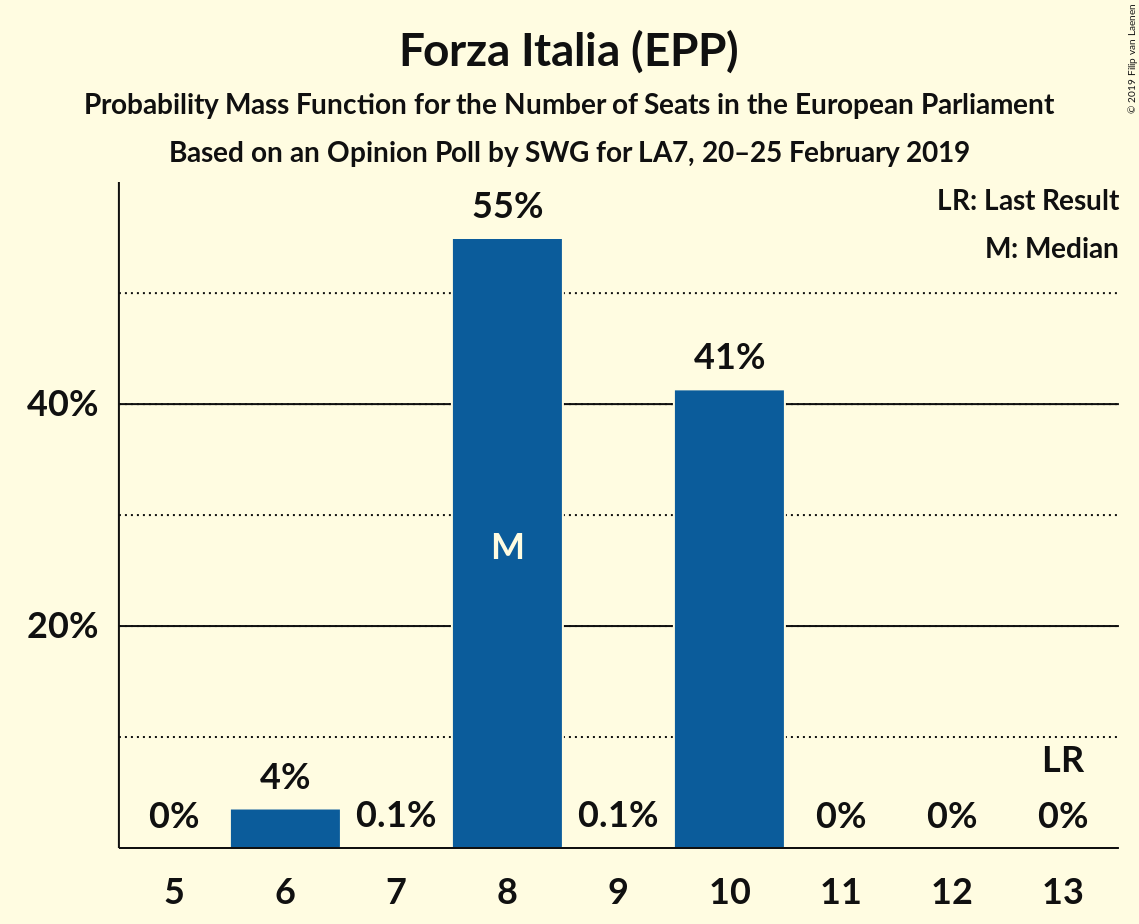 Forza Italia (EPP)
Probability Mass Function for the Number of Seats in the European Parliament
Based on an Opinion Poll by SWG for LA7, 20–25 February 2019
© 2019 Filip van Laenen
LR: Last Result
M: Median
55%
41%
40%
M
20%
LR
4%
0%
0.1%
0.1%
0%
0%
0%
5 6 7 8 9 10 11 12 13